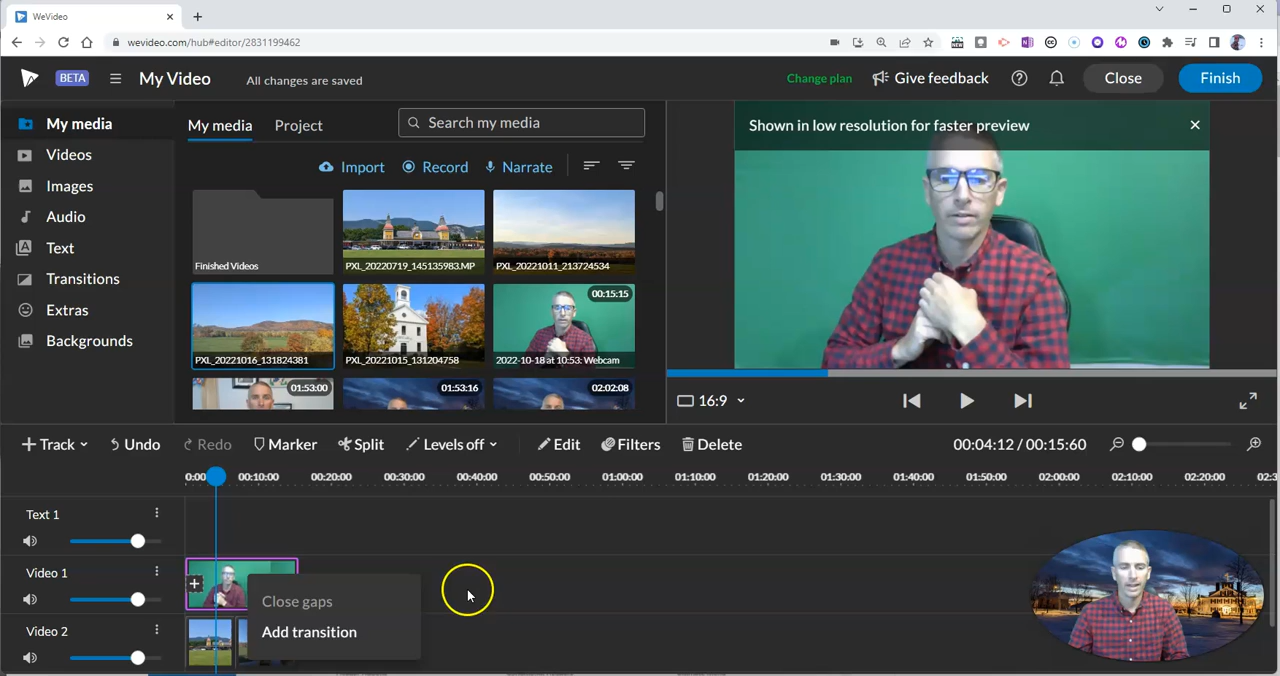 WeVideo
wevideo.com/hub#editor/2831199462
BETA
My Video
All changes are saved
Change plan
Give feedback
Close
Finish
My media
Videos
Images
Audio
Text
Transitions
Extras
Backgrounds
My media
Project
Search my media
Import
Record
Narrate
Finished Videos
PXL_20220719_145135983.MP
PXL_20221011_213724534
PXL_20221016_131824381
PXL_20221015_131204758
00:15:15
2022-10-18 at 10:53: Webcam
01:53:00
01:53:16
02:02:08
Shown in low resolution for faster preview
16:9
Track
Undo
Redo
Marker
Split
Levels off
Edit
Filters
Delete
00:04:12 / 00:15:60
0:00
00:10:00
00:20:00
00:30:00
00:40:00
00:50:00
01:00:00
01:10:00
01:20:00
01:30:00
01:40:00
01:50:00
02:00:00
02:10:00
02:20:00
Text 1
Video 1
Close gaps
Add transition
Video 2